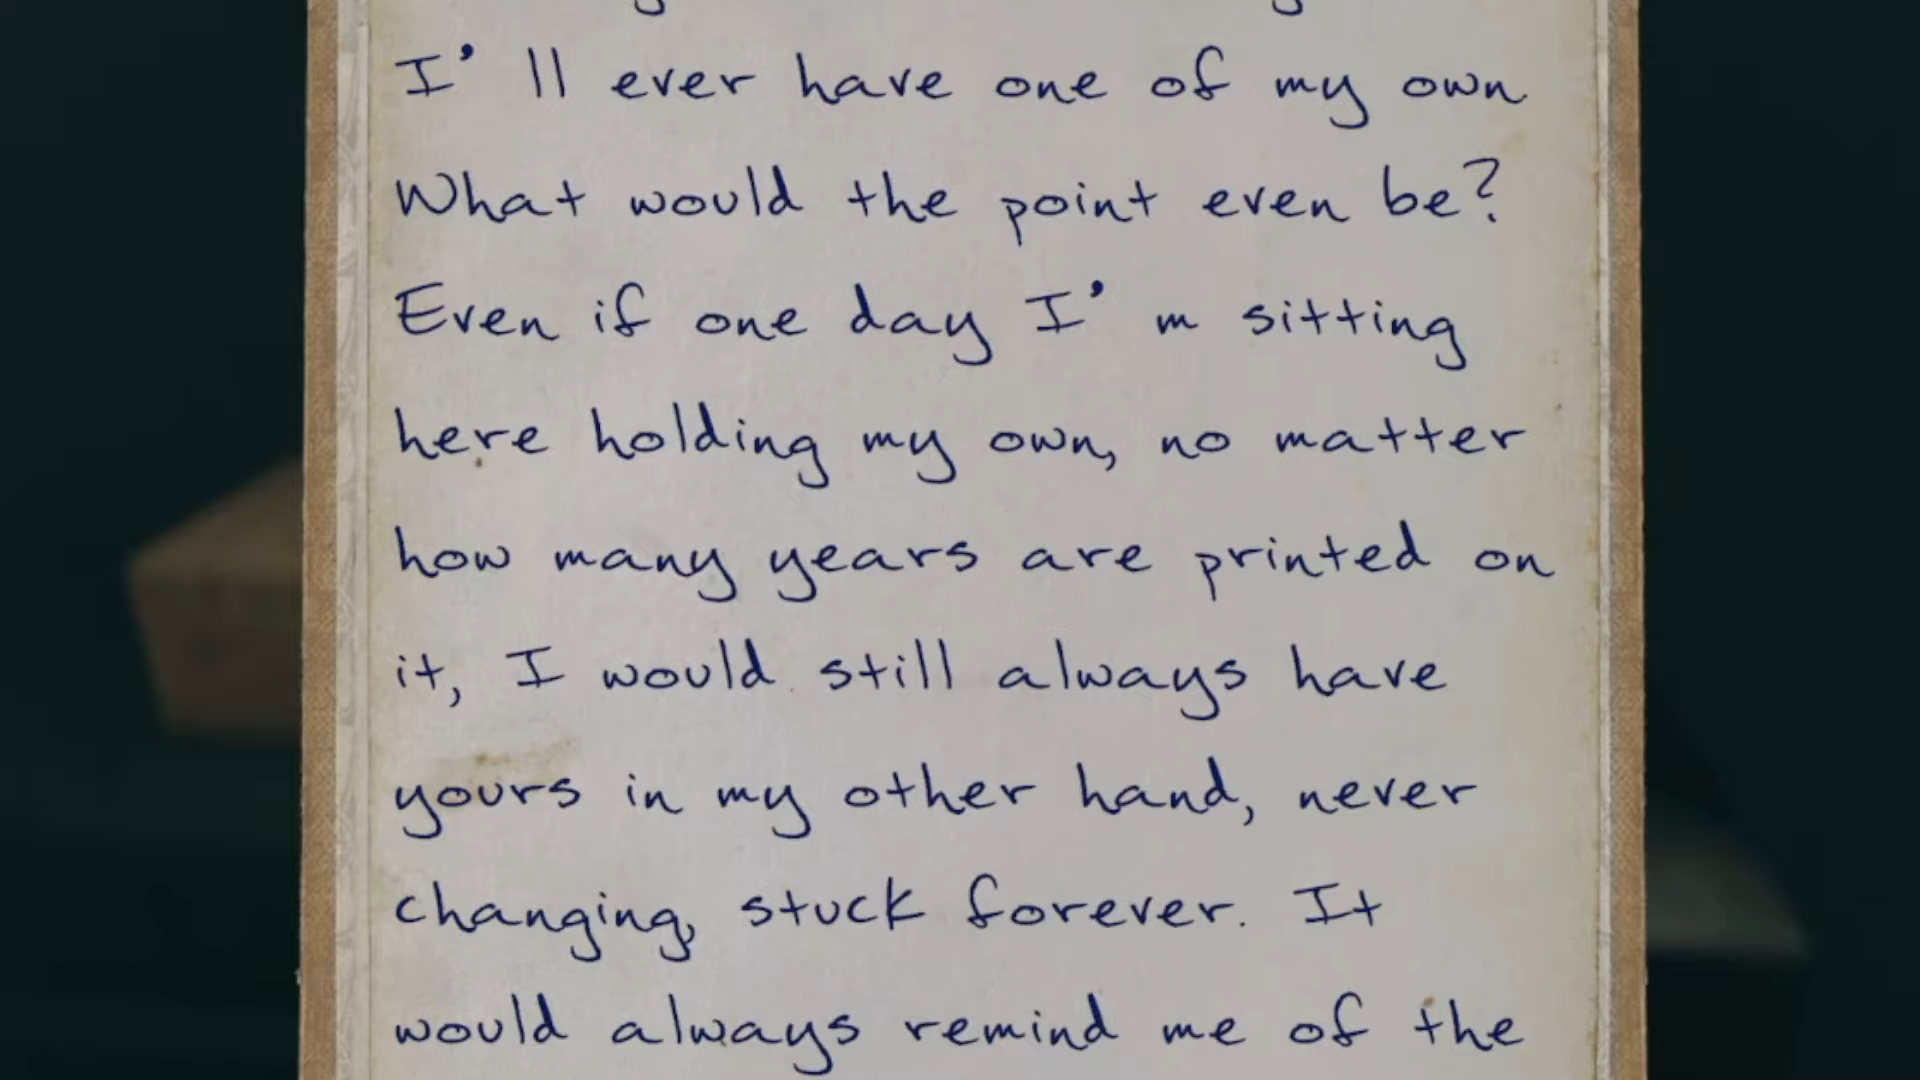 I' ll ever have one of my own.
What would the point even be?
Even if one day I' m sitting
here holding my own, no matter
how many years are printed on
it, I would still always have
yours in my other hand, never
changing, stuck forever. It
would always remind me of the